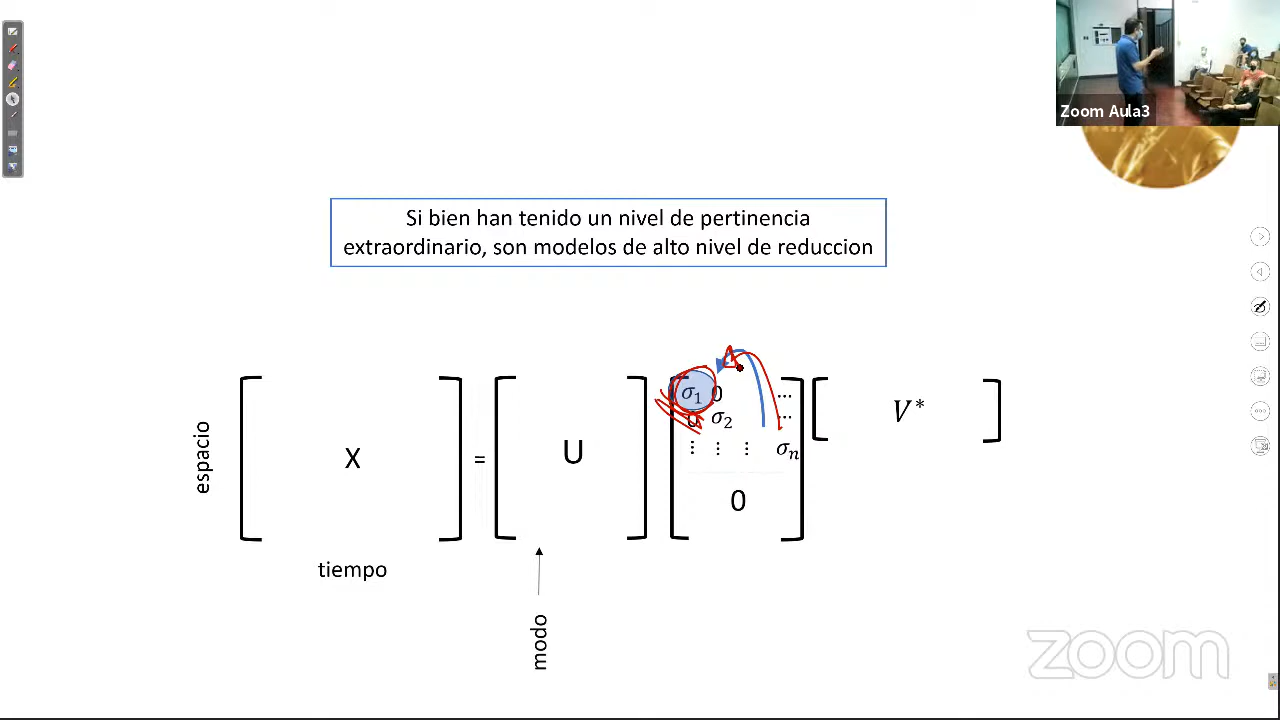 Zoom Aula3
Si bien han tenido un nivel de pertinencia
extraordinario, son modelos de alto nivel de reduccion
espacio
X
=
U
σ1 0 ...
0 σ2 ...
⋮ ⋮ ⋮ σn
0
V*
tiempo
modo
zoom